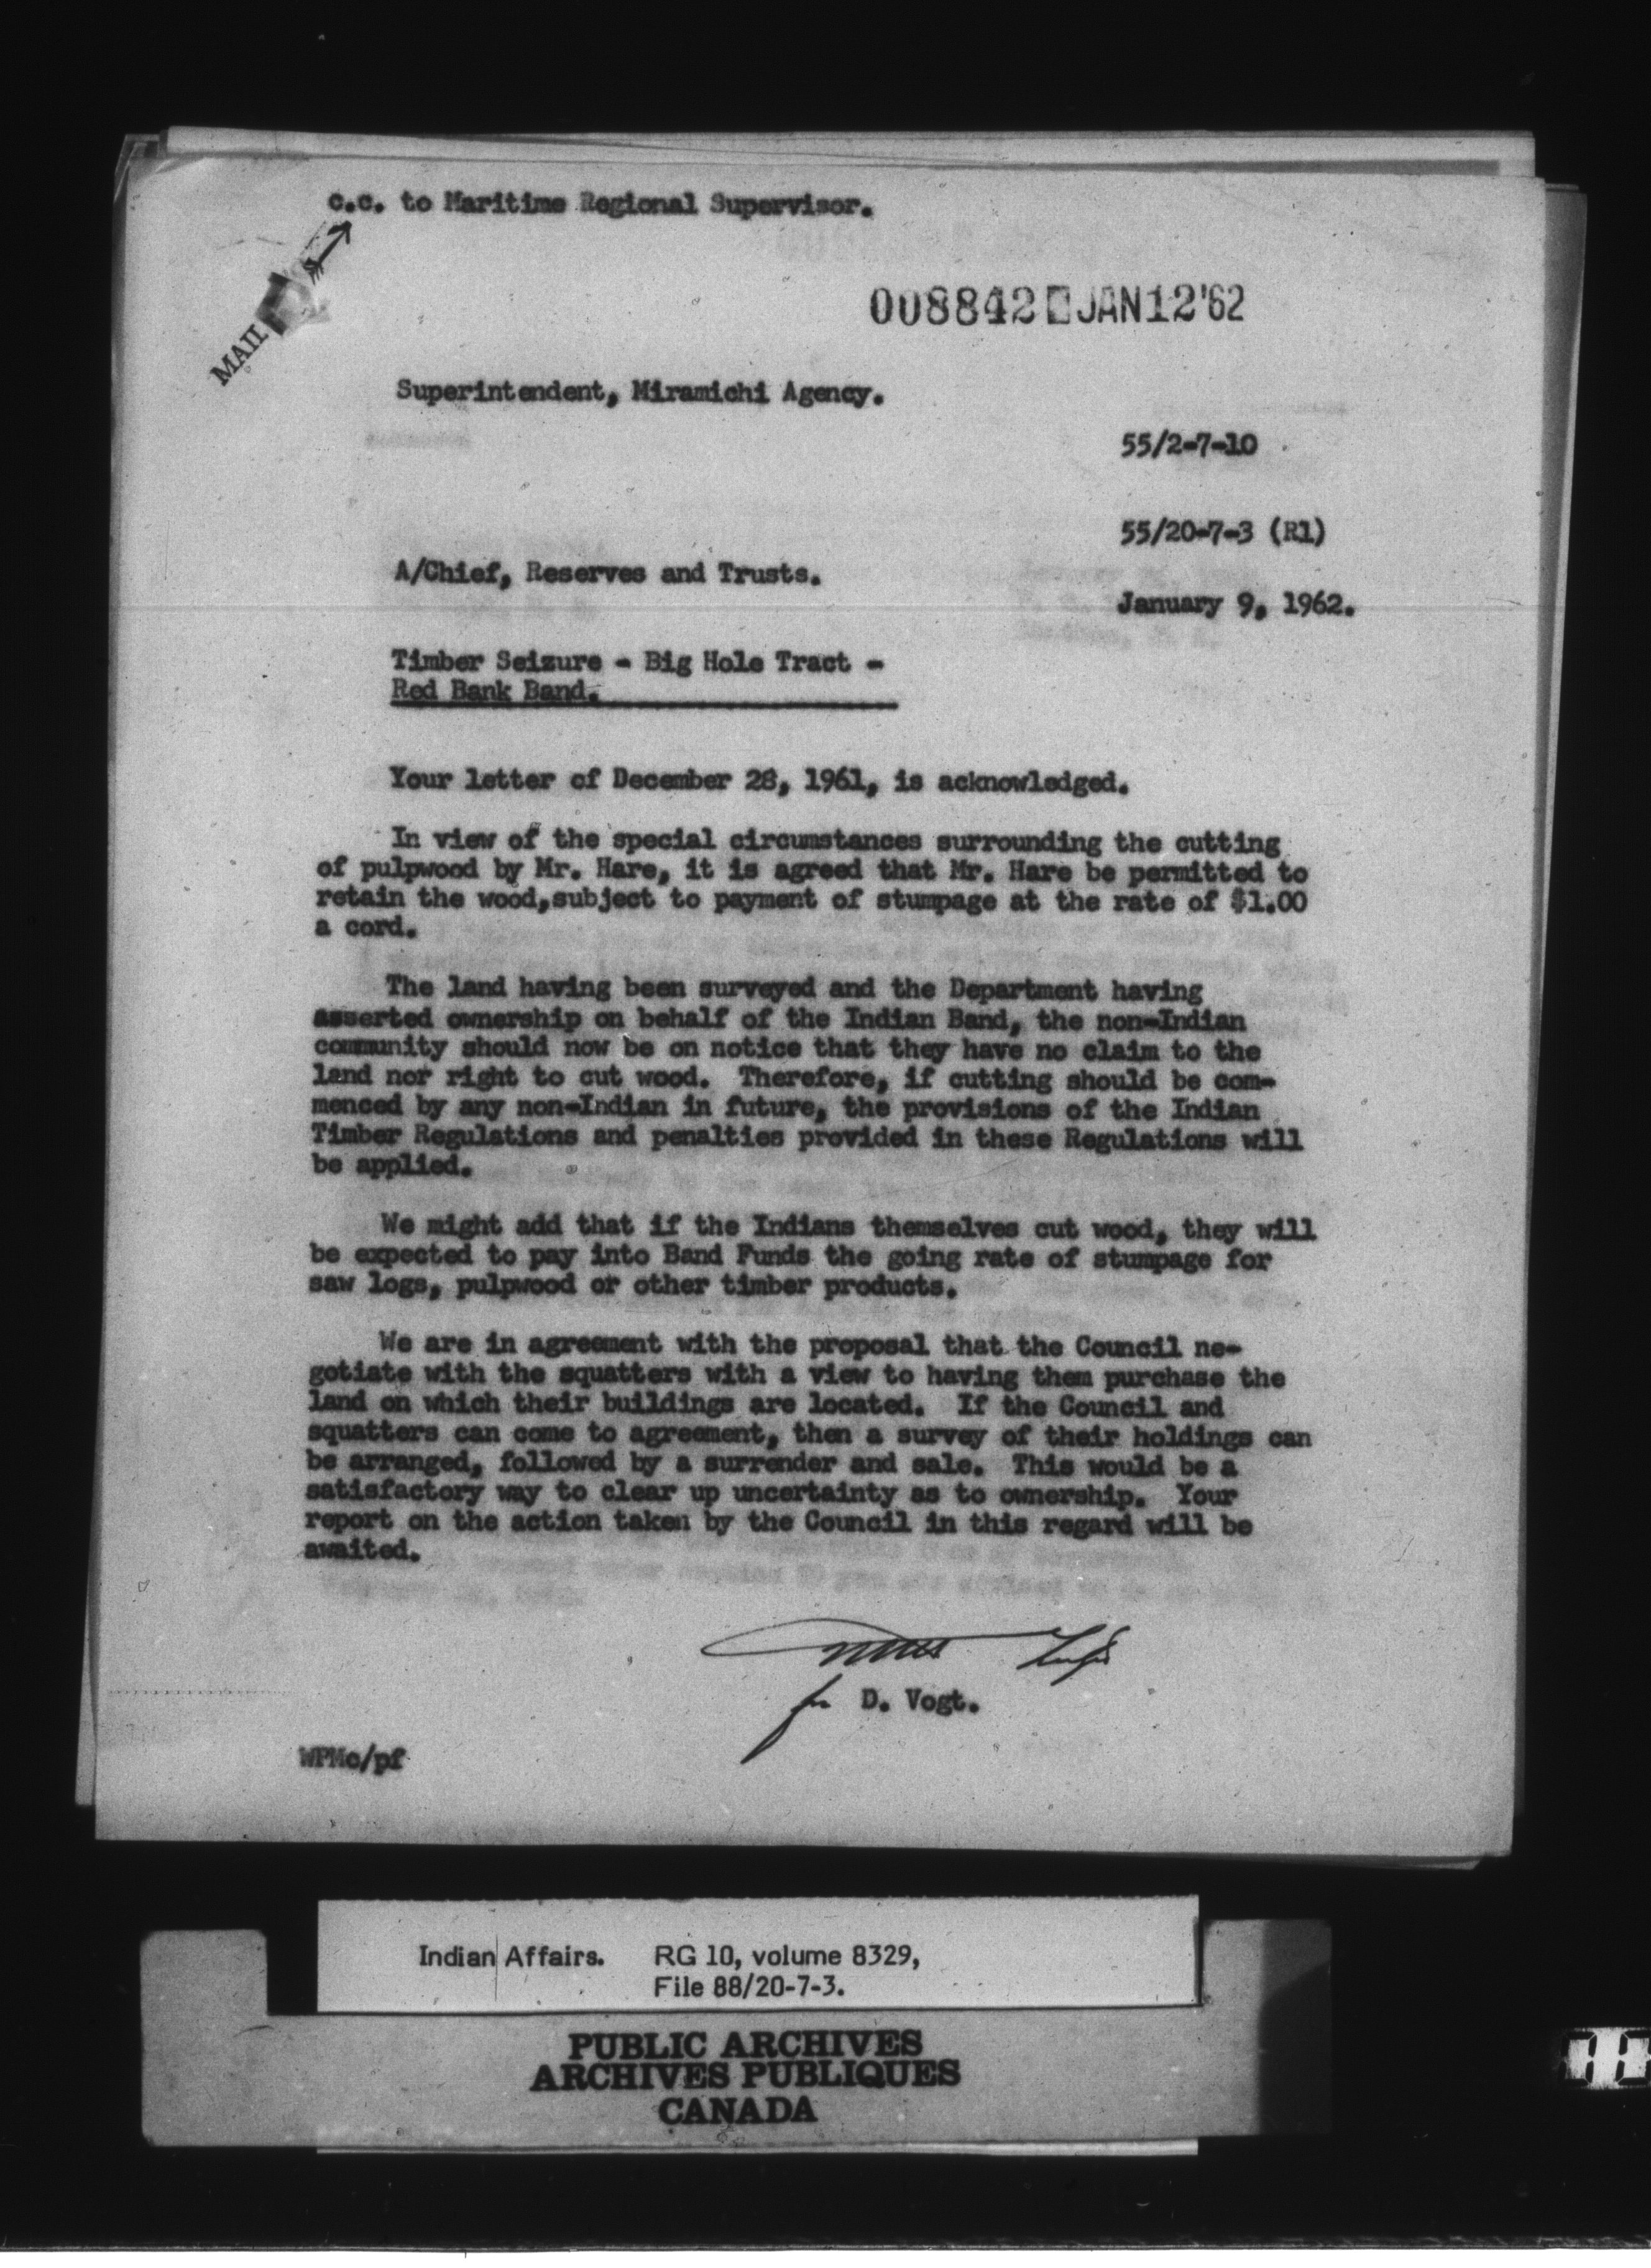 c.c. to Maritime Regional Supervisor.
MAIL
008842 JAN 12 '62
Superintendent, Miramichi Agency.
55/2-7-10
55/20-7-3 (R1)
A/Chief, Reserves and Trusts.
January 9, 1962.
Timber Seizure - Big Hole Tract -
Red Bank Band.
Your letter of December 28, 1961, is acknowledged.
In view of the special circumstances surrounding the cutting
of pulpwood by Mr. Hare, it is agreed that Mr. Hare be permitted to
retain the wood,subject to payment of stumpage at the rate of $1.00
a cord.
The land having been surveyed and the Department having
asserted ownership on behalf of the Indian Band, the non-Indian
community should now be on notice that they have no claim to the
land nor right to cut wood. Therefore, if cutting should be com-
menced by any non-Indian in future, the provisions of the Indian
Timber Regulations and penalties provided in these Regulations will
be applied.
We might add that if the Indians themselves cut wood, they will
be expected to pay into Band Funds the going rate of stumpage for
saw logs, pulpwood or other timber products.
We are in agreement with the proposal that the Council ne-
gotiate with the squatters with a view to having them purchase the
land on which their buildings are located. If the Council and
squatters can come to agreement, then a survey of their holdings can
be arranged, followed by a surrender and sale. This would be a
satisfactory way to clear up uncertainty as to ownership. Your
report on the action taken by the Council in this regard will be
awaited.
for D. Vogt.
WPMc/pf
Indian Affairs. RG 10, volume 8329,
File 88/20-7-3.
PUBLIC ARCHIVES
ARCHIVES PUBLIQUES
CANADA